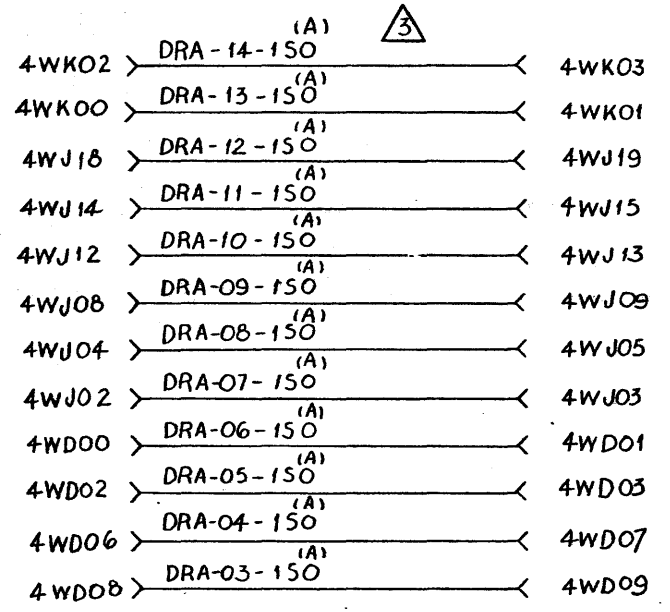 (A) 3
4WK02 DRA-14-150 4WK03
(A)
4WK00 DRA-13-150 4WK01
(A)
4WJ18 DRA-12-150 4WJ19
(A)
4WJ14 DRA-11-150 4WJ15
(A)
4WJ12 DRA-10-150 4WJ13
(A)
4WJ08 DRA-09-150 4WJ09
(A)
4WJ04 DRA-08-150 4WJ05
(A)
4WJ02 DRA-07-150 4WJ03
(A)
4WD00 DRA-06-150 4WD01
(A)
4WD02 DRA-05-150 4WD03
(A)
4WD06 DRA-04-150 4WD07
(A)
4WD08 DRA-03-150 4WD09